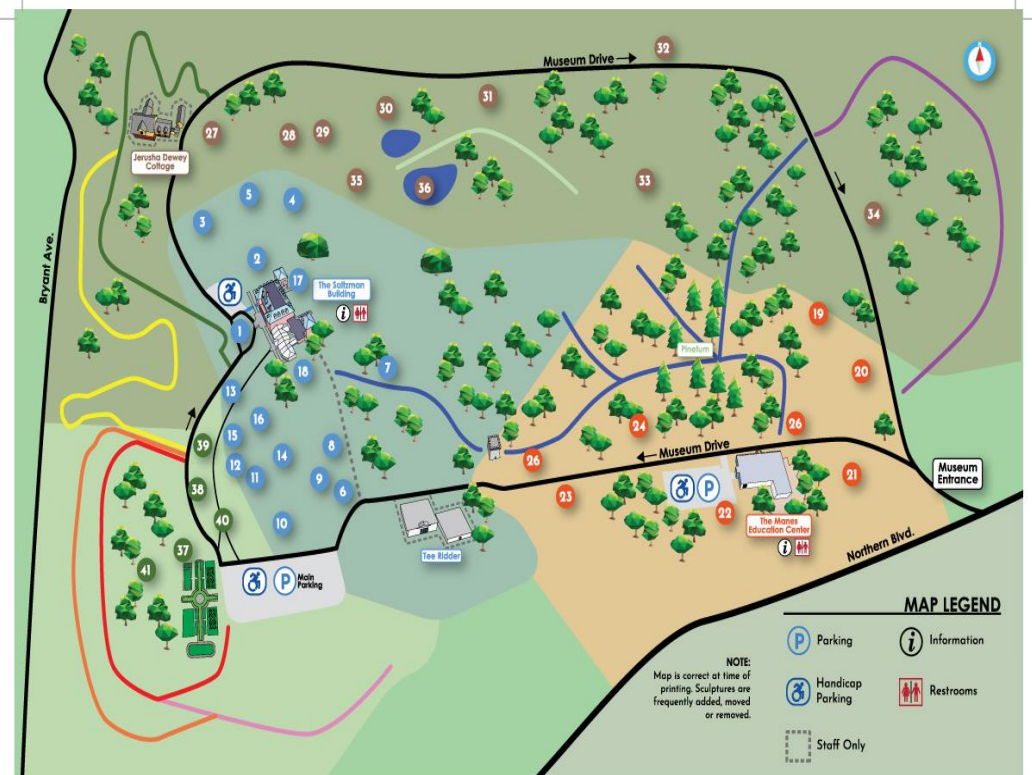 Museum Drive →
32
31
30
29
28
27
Jerusha Dewey
Cottage
35
36
33
34
5
4
3
2
17
The Saltzman
Building
i
1
Bryant Ave.
19
Pinetum
20
7
18
13
16
15
14
12
11
8
9
6
10
39
38
40
37
41
24
26
26
← Museum Drive
23
P
22
21
The Manes
Education Center
i
Museum
Entrance
Northern Blvd.
Tee Ridder
P
Main
Parking
MAP LEGEND
P Parking
i Information
Handicap
Parking
Restrooms
Staff Only
NOTE:
Map is correct at time of
printing. Sculptures are
frequently added, moved
or removed.